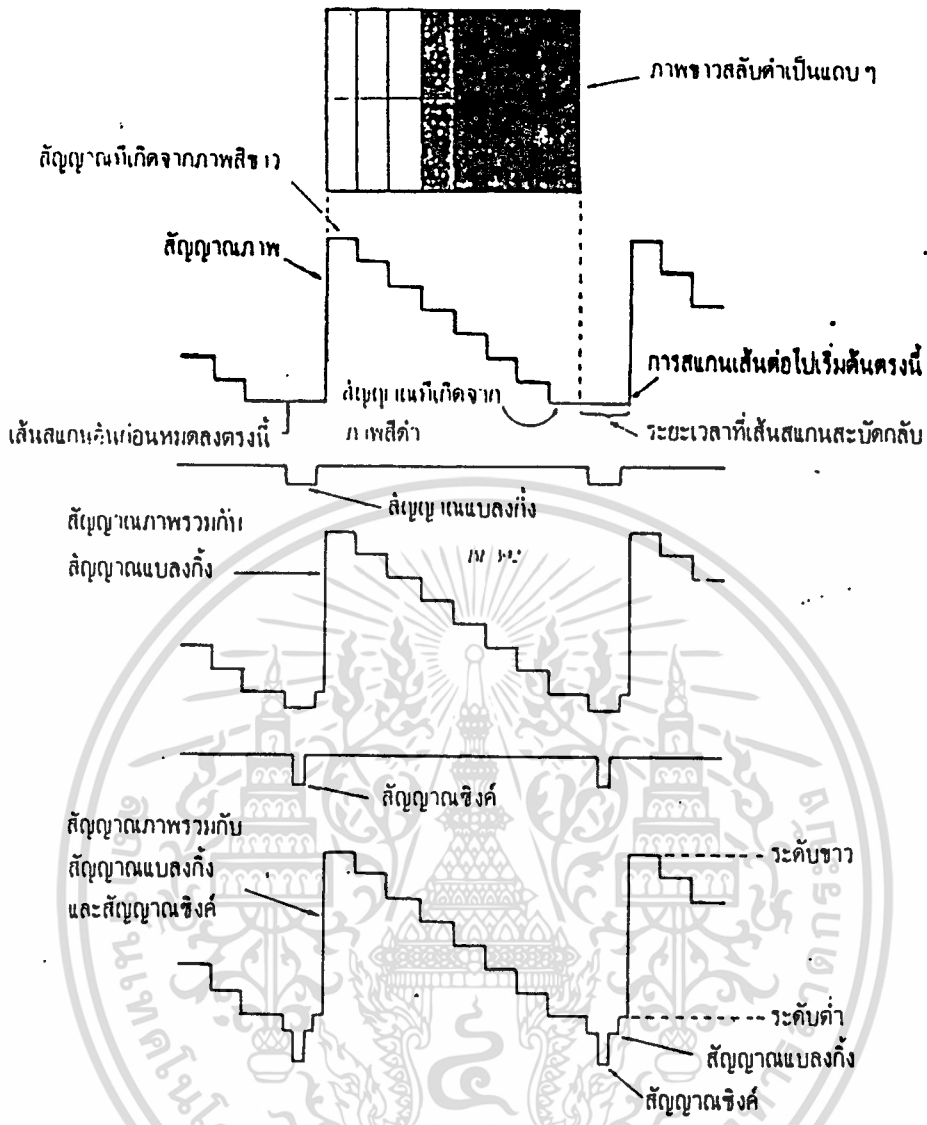 ภาพขาวสลับดำเป็นแถบ ๆ
สัญญาณที่เกิดจากภาพสีขาว
สัญญาณภาพ
การสแกนเส้นต่อไปเริ่มต้นตรงนี้
สัญญาณที่เกิดจาก
ภาพสีดำ
เส้นสแกนอันก่อนหมดลงตรงนี้
ระยะเวลาที่เส้นสแกนสะบัดกลับ
สัญญาณแบลงกิ้ง
สัญญาณภาพรวมกับ
สัญญาณแบลงกิ้ง
สัญญาณซิงค์
สัญญาณภาพรวมกับ
สัญญาณแบลงกิ้ง
และสัญญาณซิงค์
ระดับขาว
ระดับดำ
สัญญาณแบลงกิ้ง
สัญญาณซิงค์